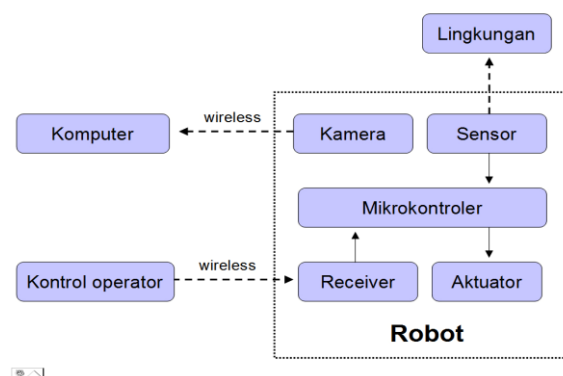 Lingkungan
wireless
Komputer
Kamera
Sensor
Mikrokontroler
wireless
Kontrol operator
Receiver
Aktuator
Robot